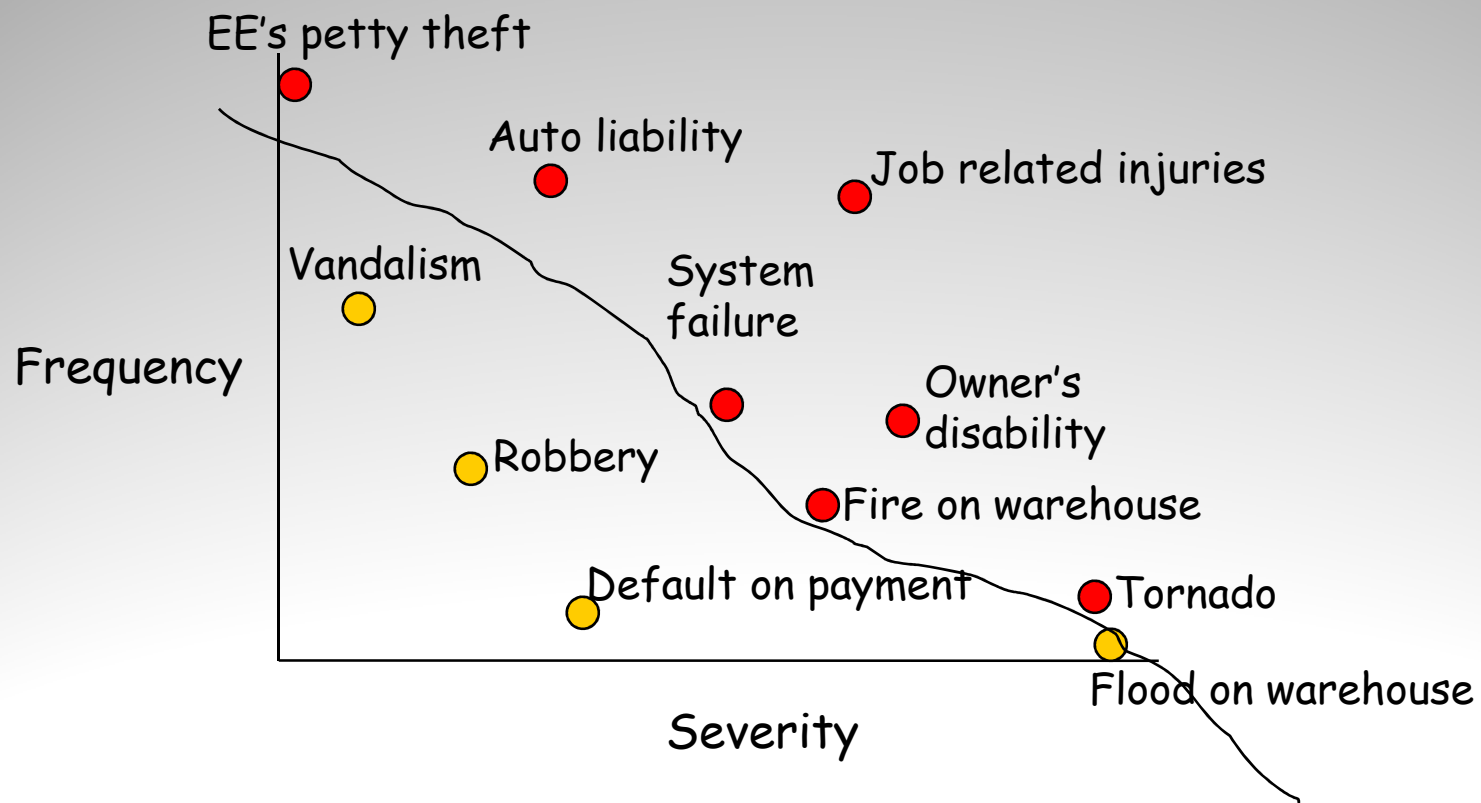 EE's petty theft
Auto liability
Job related injuries
Vandalism
System
failure
Frequency
Owner's
disability
Robbery
Fire on warehouse
Default on payment
Tornado
Flood on warehouse
Severity